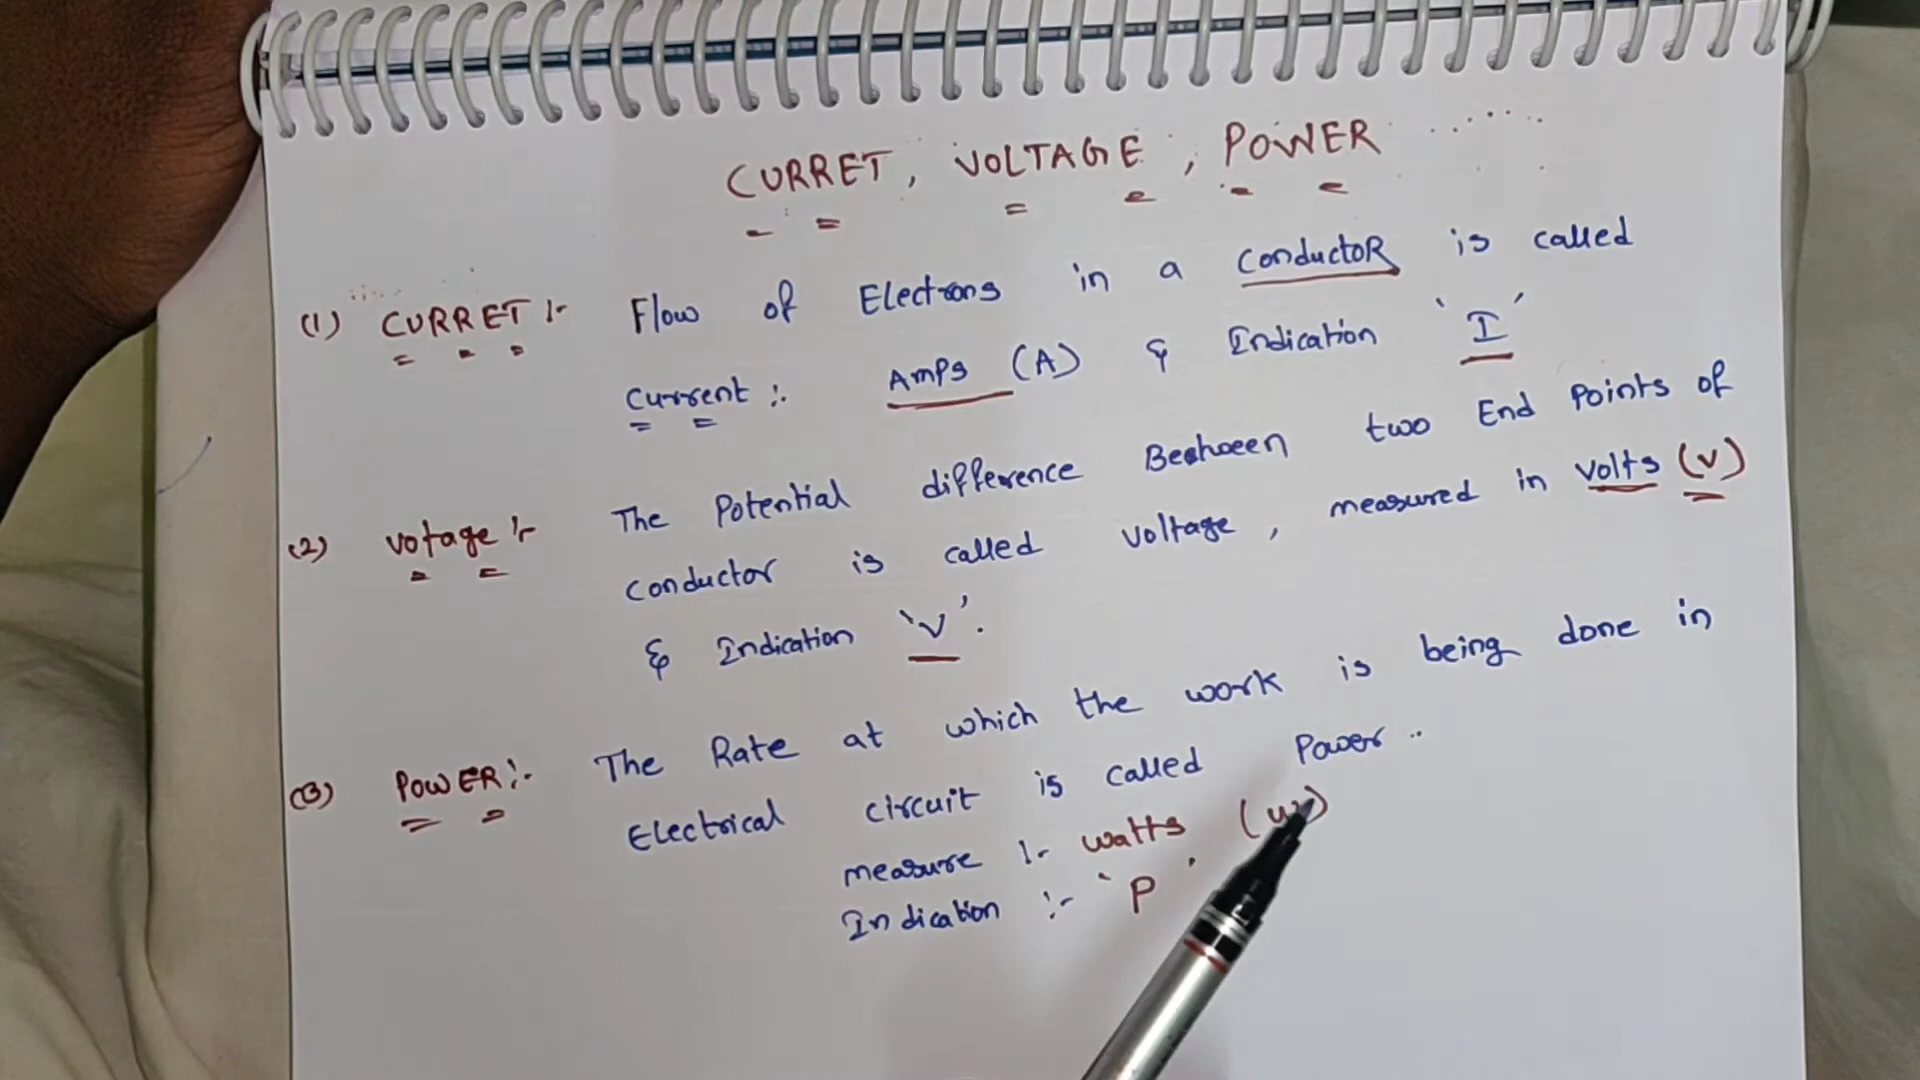 CURRET, VOLTAGE, POWER
(1) CURRET :- Flow of Electrons in a conductoR is called
current :. Amps (A) & Indication 'I'
(2) votage :- The Potential difference Between two End Points of
conductor is called voltage, measured in volts (V)
& Indication 'V'.
(3) POWER :- The Rate at which the work is being done in
Electrical circuit is called Power..
measure :- watts (W)
Indication :- 'P'